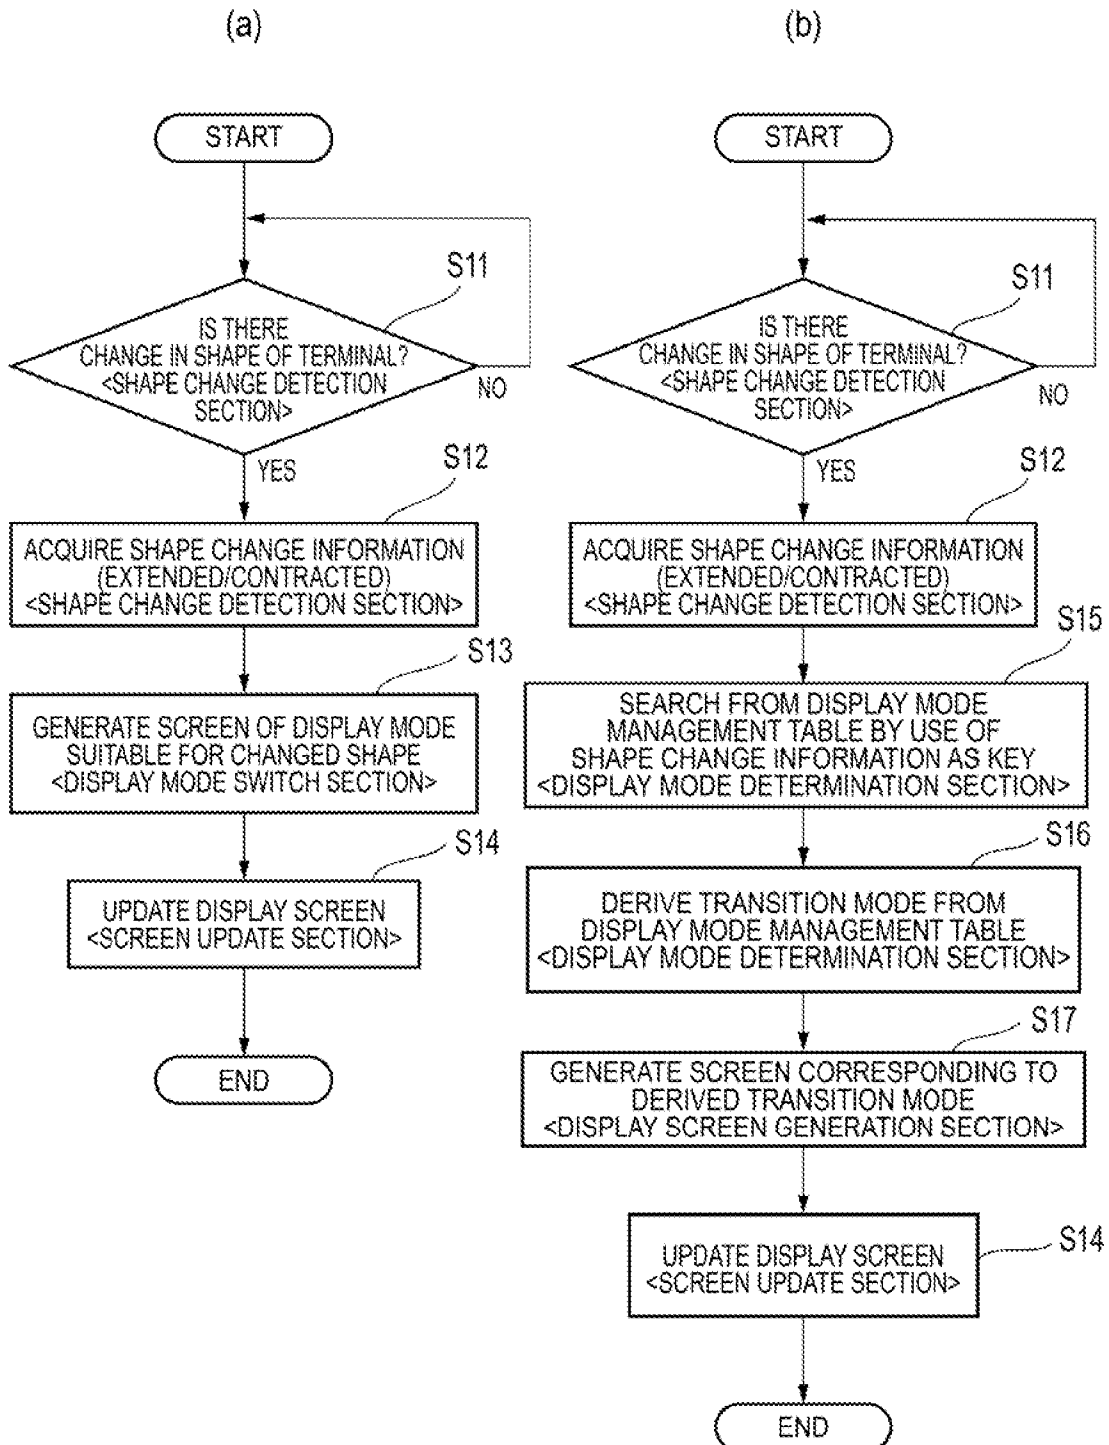 (a)
START
S11
IS THERE
CHANGE IN SHAPE OF TERMINAL?
<SHAPE CHANGE DETECTION
SECTION>
NO
YES
S12
ACQUIRE SHAPE CHANGE INFORMATION
(EXTENDED/CONTRACTED)
<SHAPE CHANGE DETECTION SECTION>
S13
GENERATE SCREEN OF DISPLAY MODE
SUITABLE FOR CHANGED SHAPE
<DISPLAY MODE SWITCH SECTION>
S14
UPDATE DISPLAY SCREEN
<SCREEN UPDATE SECTION>
END
(b)
START
S11
IS THERE
CHANGE IN SHAPE OF TERMINAL?
<SHAPE CHANGE DETECTION
SECTION>
NO
YES
S12
ACQUIRE SHAPE CHANGE INFORMATION
(EXTENDED/CONTRACTED)
<SHAPE CHANGE DETECTION SECTION>
S15
SEARCH FROM DISPLAY MODE
MANAGEMENT TABLE BY USE OF
SHAPE CHANGE INFORMATION AS KEY
<DISPLAY MODE DETERMINATION SECTION>
S16
DERIVE TRANSITION MODE FROM
DISPLAY MODE MANAGEMENT TABLE
<DISPLAY MODE DETERMINATION SECTION>
S17
GENERATE SCREEN CORRESPONDING TO
DERIVED TRANSITION MODE
<DISPLAY SCREEN GENERATION SECTION>
S14
UPDATE DISPLAY SCREEN
<SCREEN UPDATE SECTION>
END